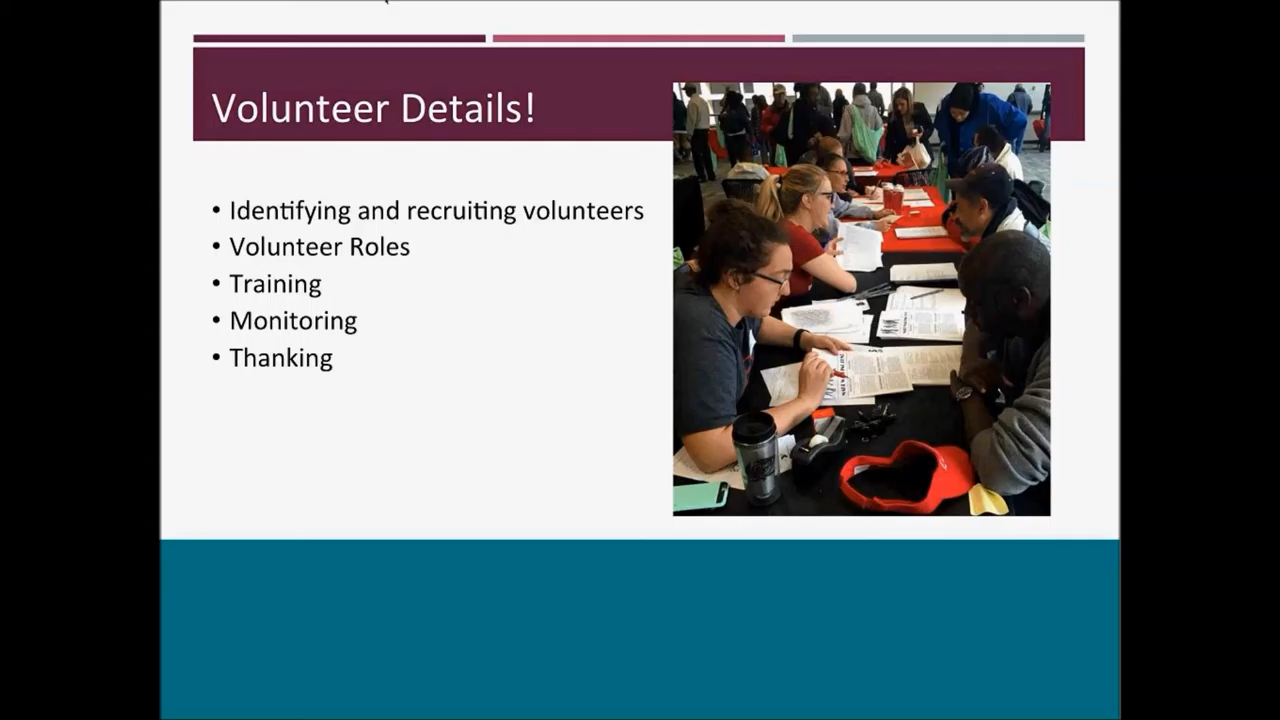 Volunteer Details!
• Identifying and recruiting volunteers
• Volunteer Roles
• Training
• Monitoring
• Thanking